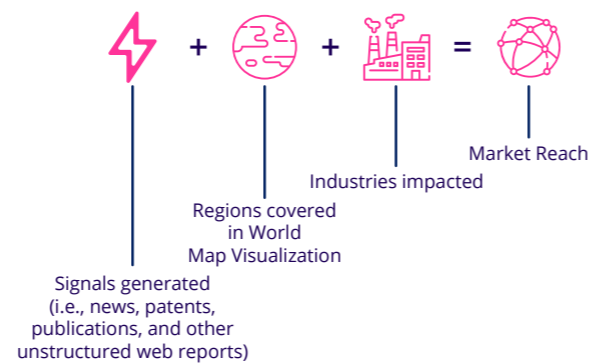 + + =
Market Reach
Industries impacted
Regions covered
in World
Map Visualization
Signals generated
(i.e., news, patents,
publications, and other
unstructured web reports)